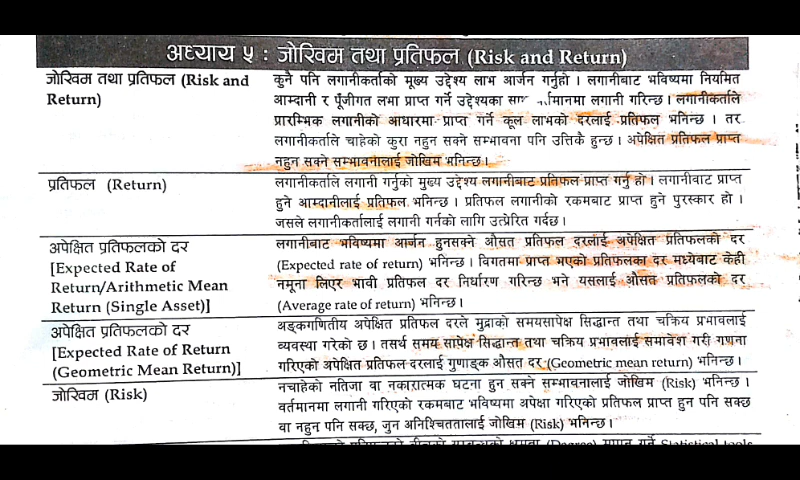 अध्याय ५ : जोखिम तथा प्रतिफल (Risk and Return)
जोखिम तथा प्रतिफल (Risk and Return)
कुनै पनि लगानीकर्ताको मूख्य उद्देश्य लाभ आर्जन गर्नुहो । लगानीबाट भविष्यमा नियमित
आम्दानी र पूँजीगत लभा प्राप्त गर्ने उद्देश्यका र्तमानमा लगानी गरिन्छ । लगानीकर्ताले
प्रारम्भिक लगानीको आधारमा प्राप्त गर्ने कूल लाभको दरलाई प्रतिफल भनिन्छ । तर
लगानीकर्ताले चाहेको कुरा नहुन सक्ने सम्भावना पनि उत्तिकै हुन्छ । अपेक्षित प्रतिफल प्राप्त
नहुन सक्ने सम्भावनालाई जोखिम भनिन्छ ।
प्रतिफल (Return)
लगानीकर्ताले लगानी गर्नुको मुख्य उद्देश्य लगानीबाट प्रतिफल प्राप्त गर्नु हो । लगानीबाट प्राप्त
हुने आम्दानीलाई प्रतिफल भनिन्छ । प्रतिफल लगानीको रकमबाट प्राप्त हुने पुरस्कार हो ।
जसले लगानीकर्तालाई लगानी गर्नको लागि उत्प्रेरित गर्दछ ।
अपेक्षित प्रतिफलको दर
[Expected Rate of
Return/Arithmetic Mean
Return (Single Asset)]
लगानीबाट भविष्यमा आर्जन हुनसक्ने औसत प्रतिफल दरलाई अपेक्षित प्रतिफलको दर
(Expected rate of return) भनिन्छ । विगतमा प्राप्त भएको प्रतिफलका दर मध्येबाट केही
नमूना लिएर भावी प्रतिफल दर निर्धारण गरिन्छ भने यसलाई औसत प्रतिफलको दर
(Average rate of return) भनिन्छ ।
अपेक्षित प्रतिफलको दर
[Expected Rate of Return
(Geometric Mean Return)]
अङ्कगणितीय अपेक्षित प्रतिफल दरले मुद्राको समयसापेक्ष सिद्धान्त तथा चक्रिय प्रभावलाई
व्यवस्था गरेको छ । तसर्थ समय सापेक्ष सिद्धान्त तथा चक्रिय प्रभावलाई समावेश गरी गणना
गरिएको अपेक्षित प्रतिफल दरलाई गुणाङ्क औसत दर (Geometric mean return) भनिन्छ ।
जोखिम (Risk)
नचाहेको नतिजा वा नकारात्मक घटना हुन सक्ने सम्भावनालाई जोखिम (Risk) भनिन्छ ।
वर्तमानमा लगानी गरिएको रकमबाट भविष्यमा अपेक्षा गरिएको प्रतिफल प्राप्त हुन पनि सक्छ
वा नहुन पनि सक्छ, जुन अनिश्चिततालाई जोखिम (Risk) भनिन्छ ।